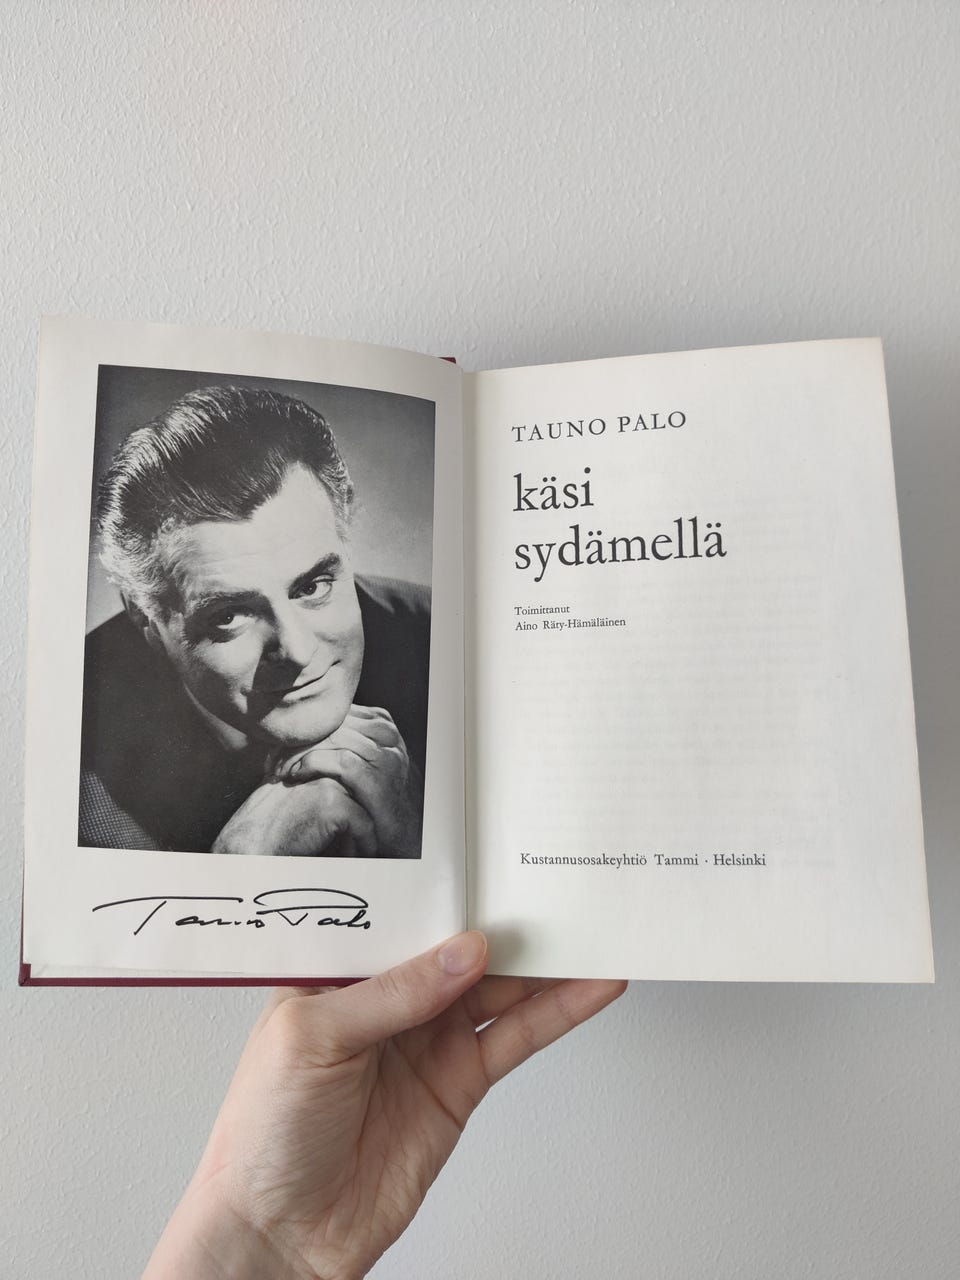 Tauno Palo
TAUNO PALO
käsi
sydämellä
Toimittanut
Aino Räty-Hämäläinen
Kustannusosakeyhtiö Tammi · Helsinki